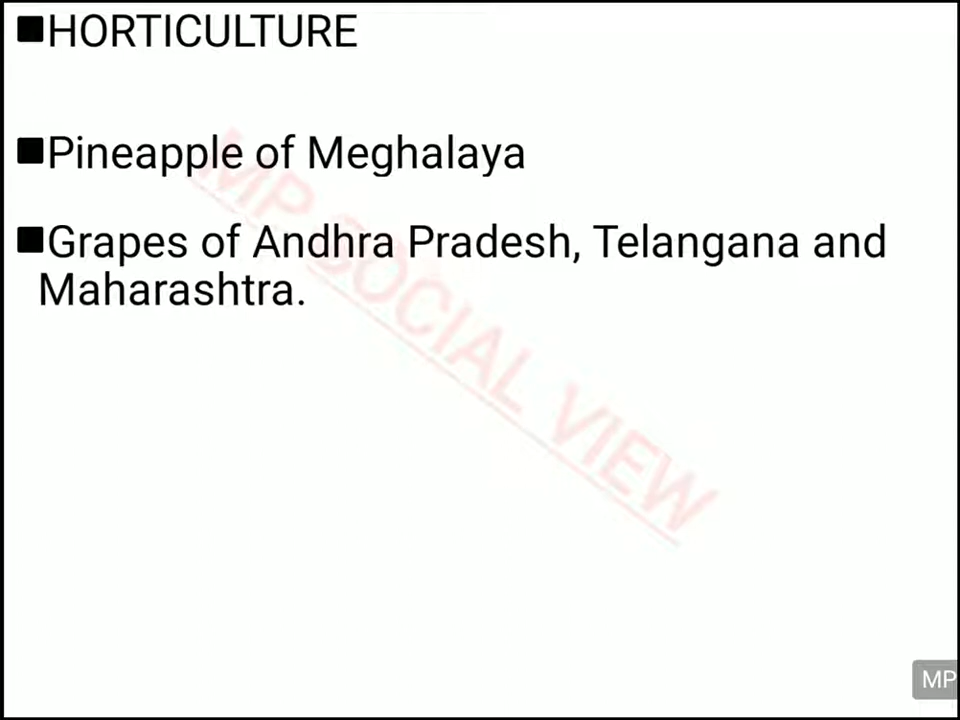 ■HORTICULTURE
■Pineapple of Meghalaya
■Grapes of Andhra Pradesh, Telangana and
Maharashtra.
MP SOCIAL VIEW
MP